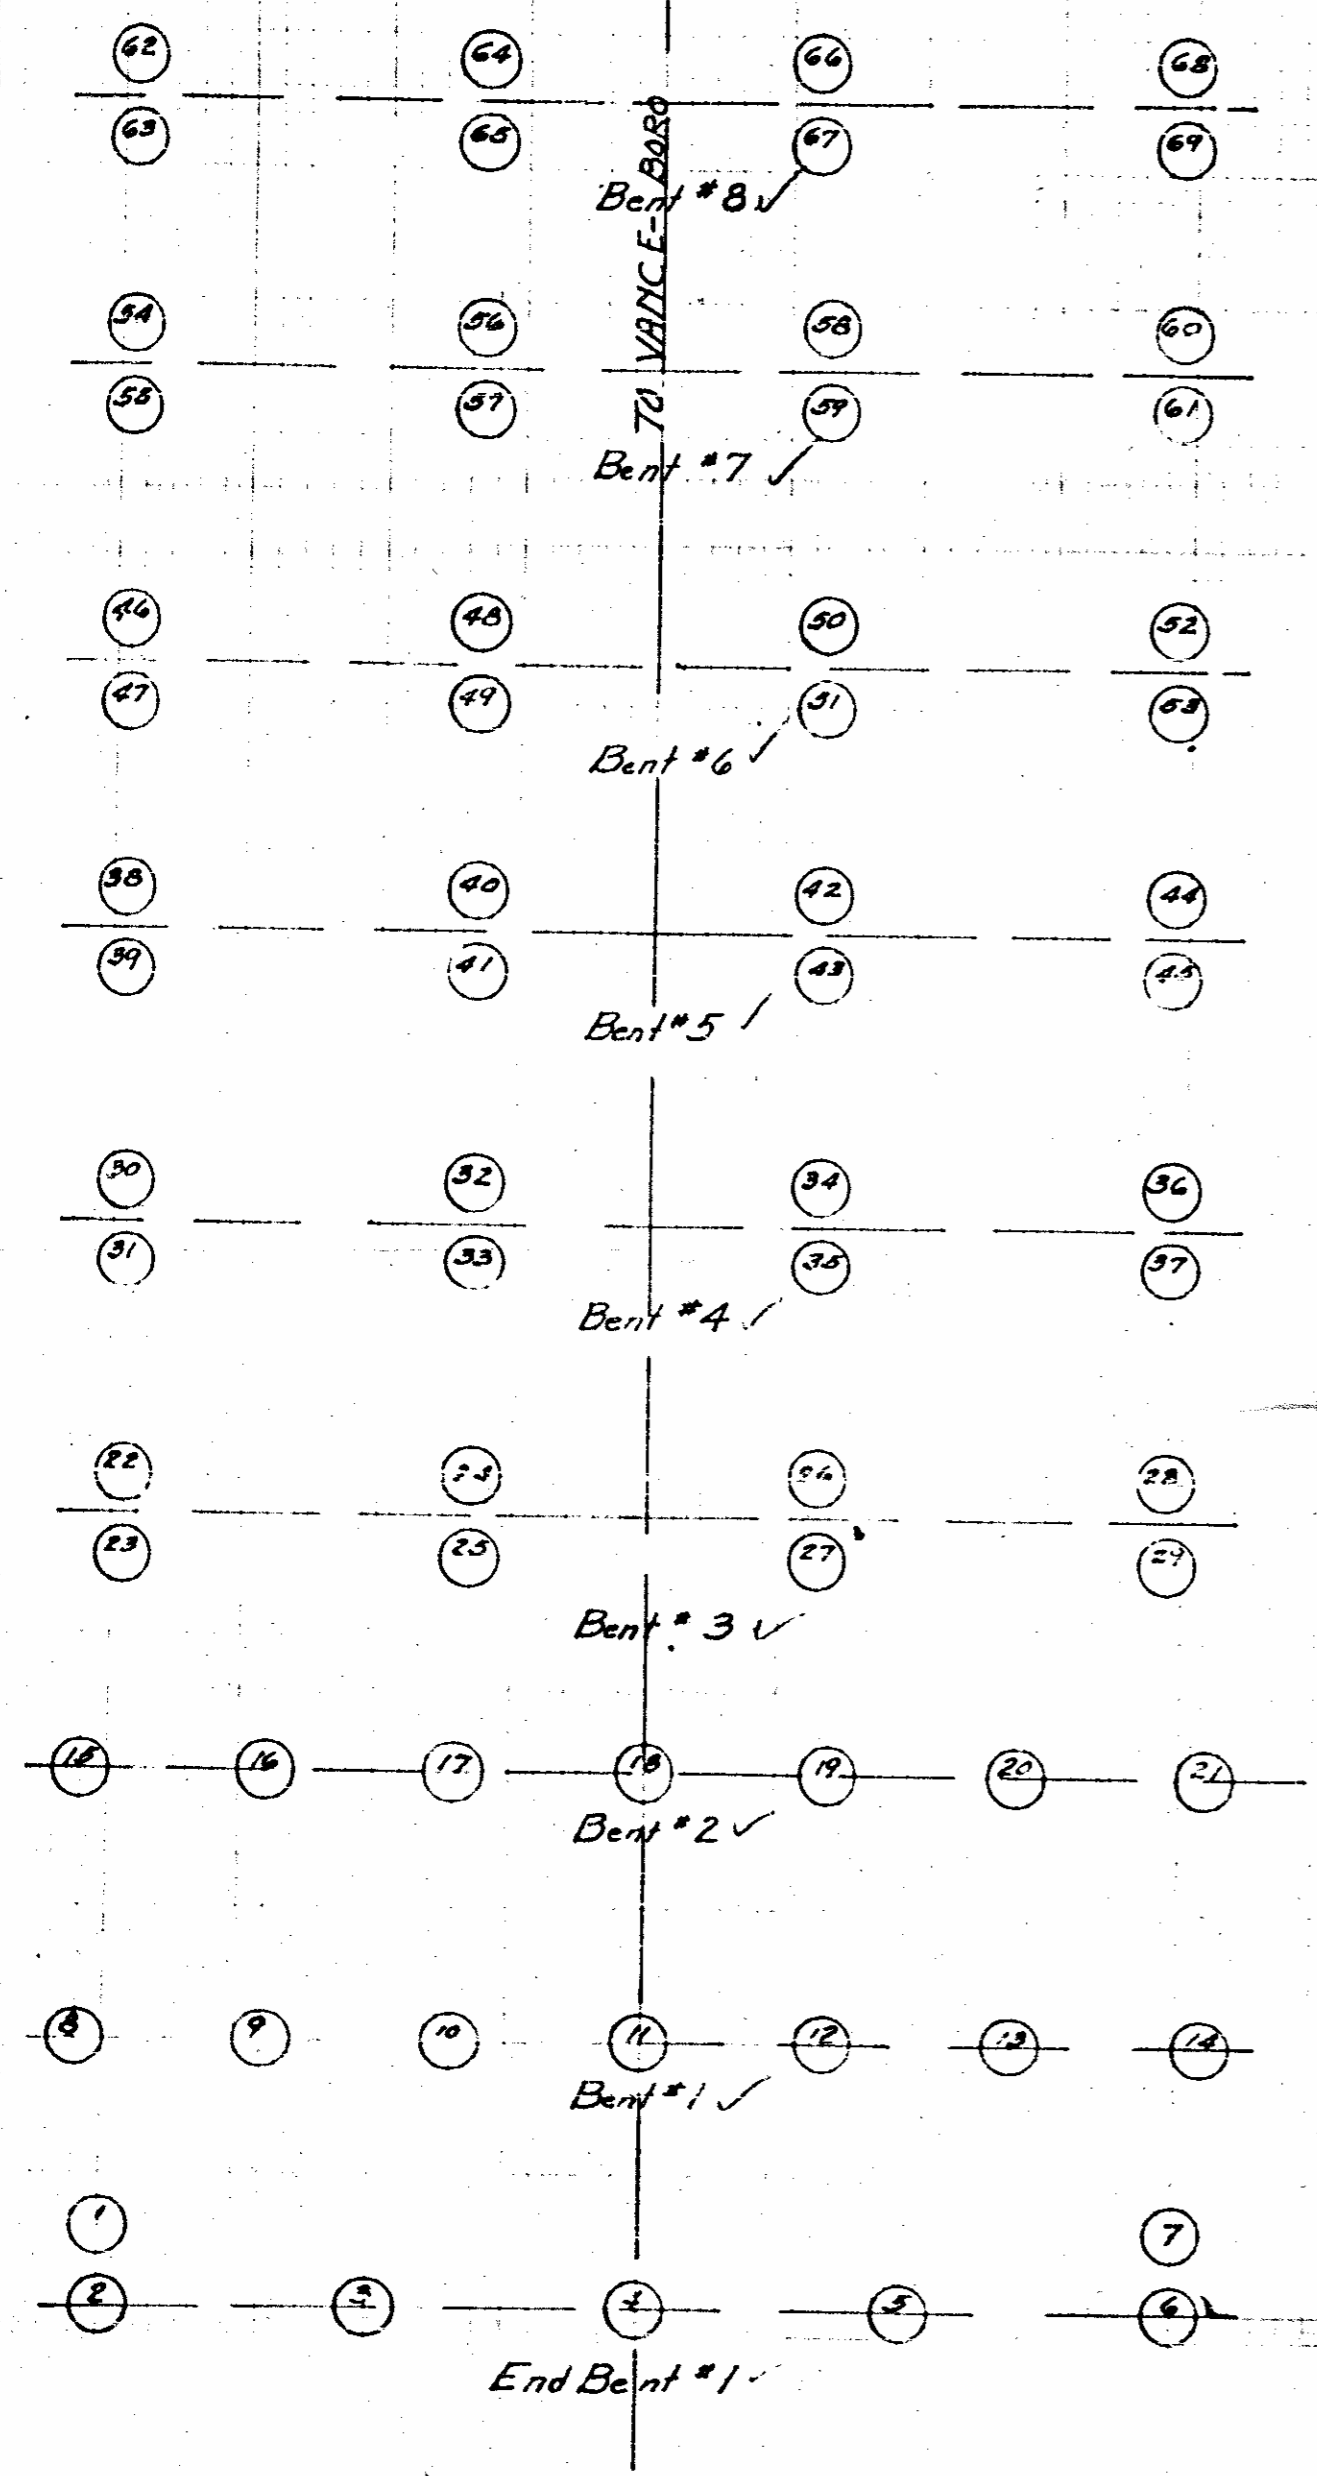 62 64 66 68
63 65 67 69
Bent #8 ✓
TO VANCE-BORO
54 56 58 60
55 57 59 61
Bent #7 ✓
46 48 50 52
47 49 51 53
Bent #6 ✓
38 40 42 44
39 41 43 45
Bent #5 ✓
30 32 34 36
31 33 35 37
Bent #4 ✓
22 24 26 28
23 25 27 29
Bent # 3 ✓
15 16 17 18 19 20 21
Bent #2 ✓
8 9 10 11 12 13 14
Bent #1 ✓
1 7
2 3 4 5 6
End Bent #1 ✓